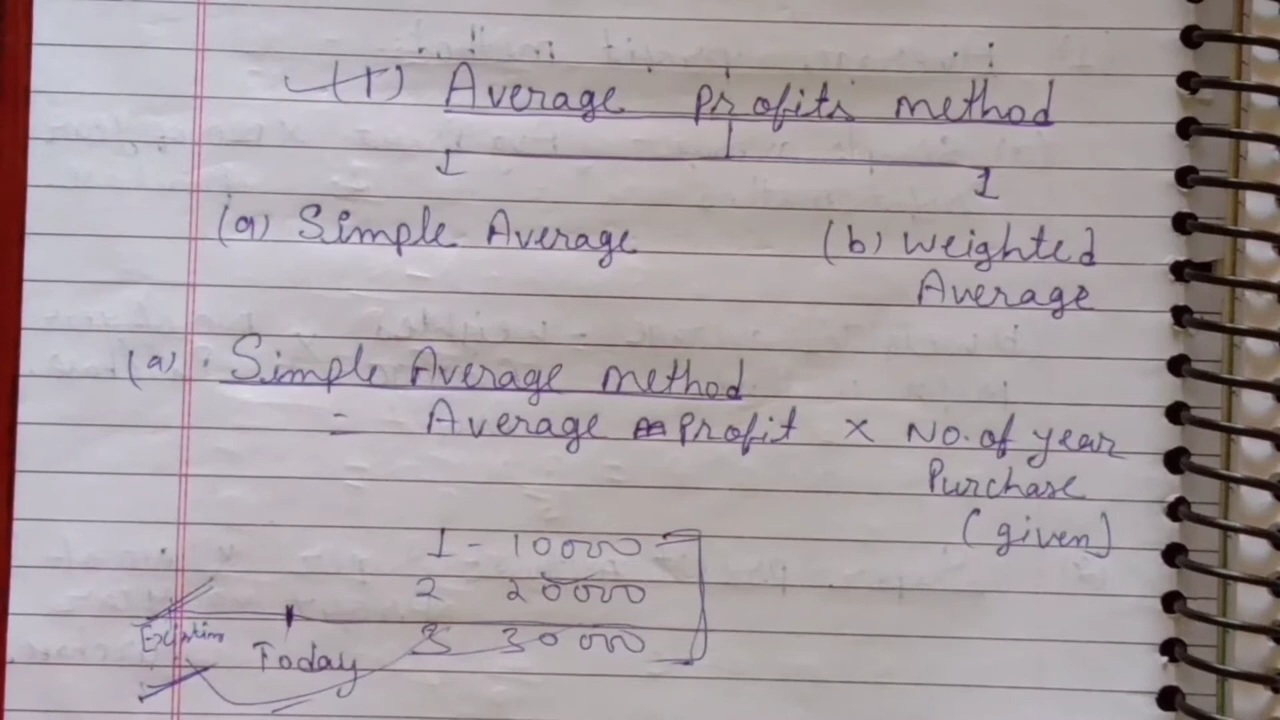 (1) Average profits method
(a) Simple Average (b) Weighted
Average
(a) Simple Average method
= Average profit × No. of year
Purchase
(given)
1 - 10000
2 20000
3 30000
Today